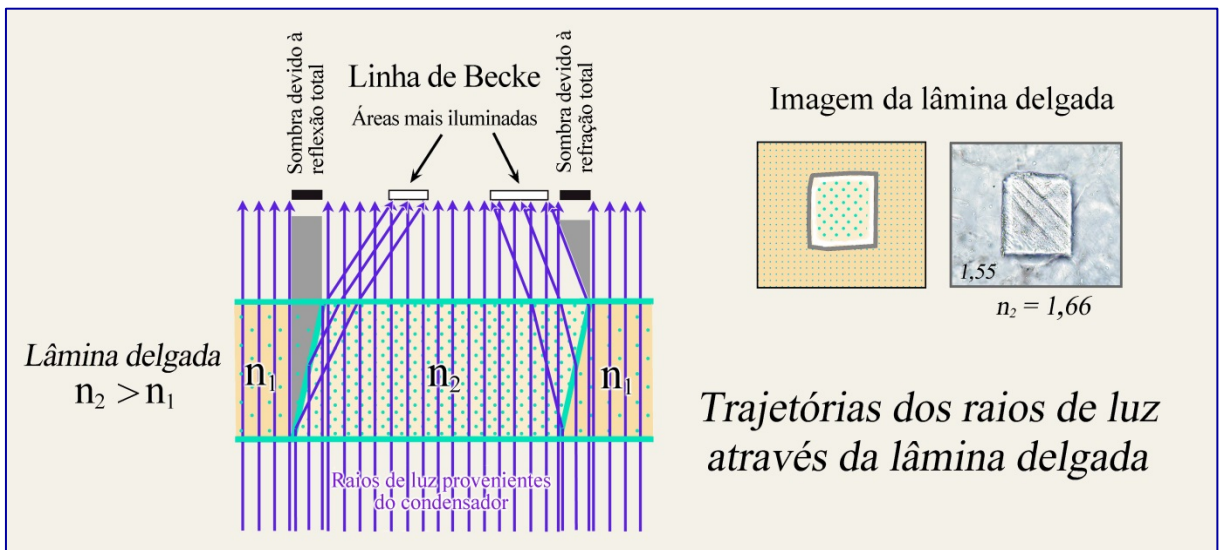 Sombra devido à
reflexão total
Linha de Becke
Áreas mais iluminadas
Sombra devido à
refração total
Imagem da lâmina delgada
1,55
n₂ = 1,66
Lâmina delgada
n₂ > n₁
n₁
n₂
n₁
Raios de luz provenientes
do condensador
Trajetórias dos raios de luz
através da lâmina delgada